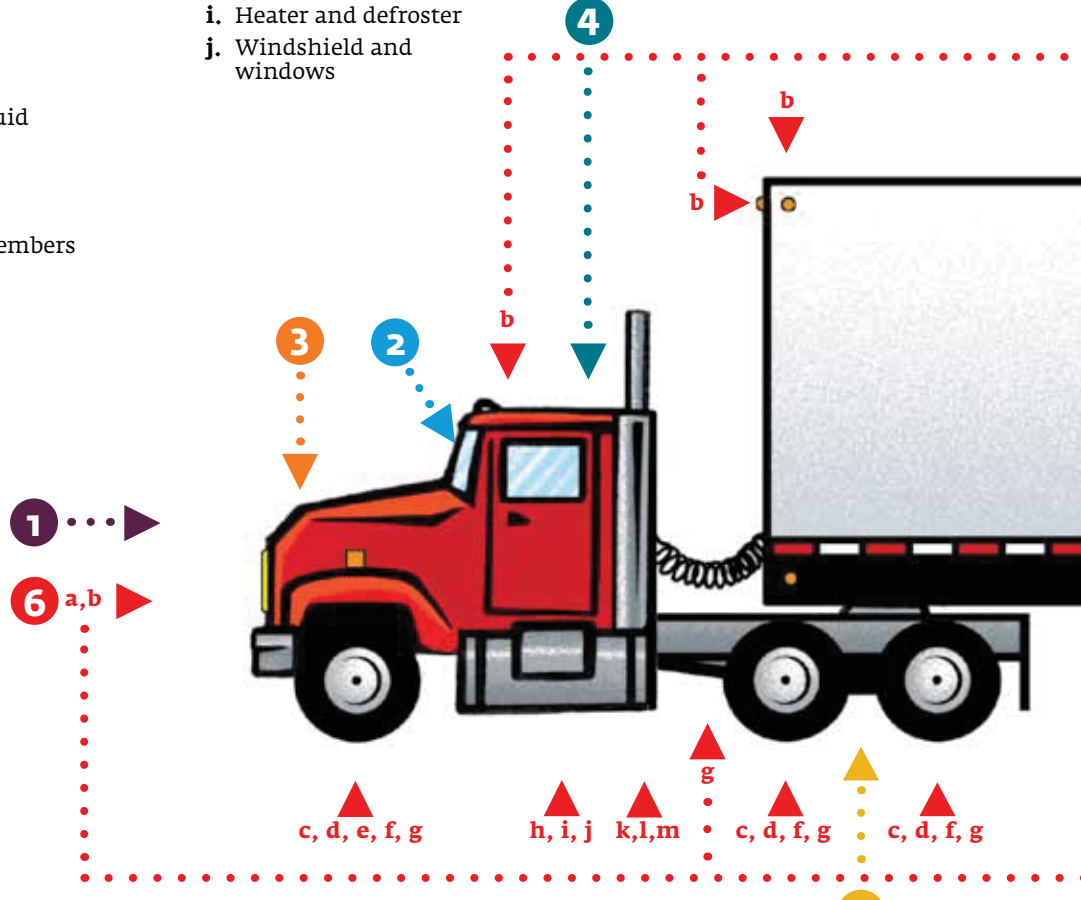 i. Heater and defroster
j. Windshield and
windows
uid
embers
4
b
b
b
3
2
1
6 a,b
g
c, d, e, f, g
h, i, j
k,l,m
c, d, f, g
c, d, f, g